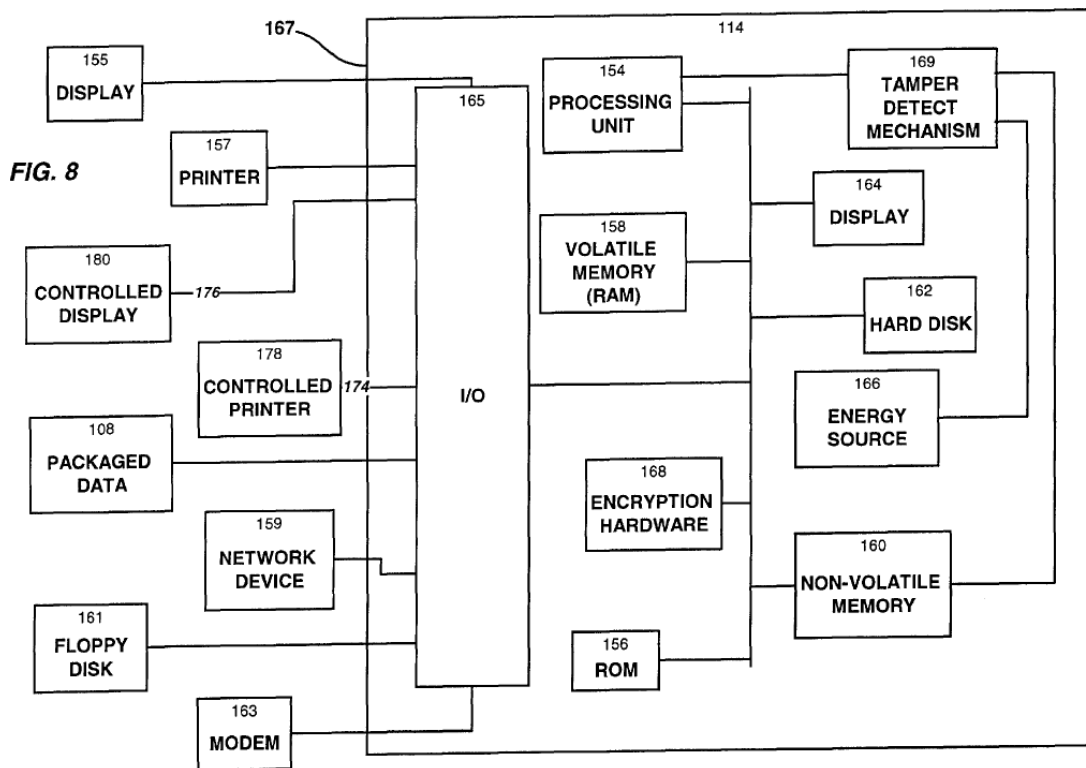 167
114
155
DISPLAY
165
154
PROCESSING
UNIT
169
TAMPER
DETECT
MECHANISM
FIG. 8
157
PRINTER
164
DISPLAY
180
CONTROLLED
DISPLAY
176
158
VOLATILE
MEMORY
(RAM)
162
HARD DISK
178
CONTROLLED
PRINTER
174
I/O
166
ENERGY
SOURCE
108
PACKAGED
DATA
168
ENCRYPTION
HARDWARE
159
NETWORK
DEVICE
160
NON-VOLATILE
MEMORY
161
FLOPPY
DISK
156
ROM
163
MODEM